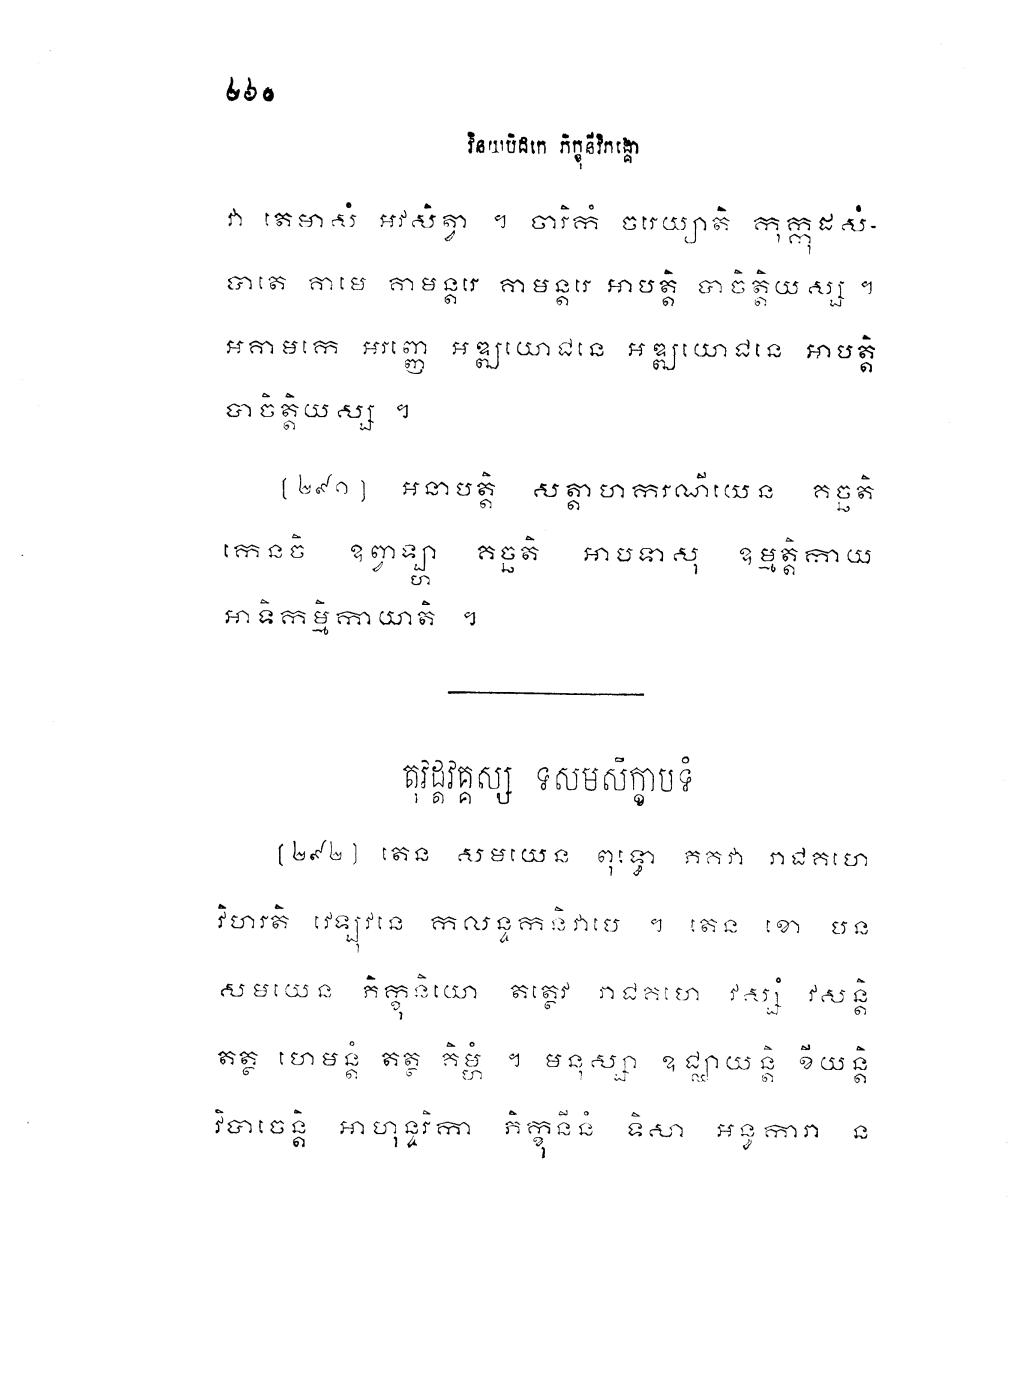 ២៦០
វិនយបិដកេ ភិក្ខុនីវិភង្គោ
វា តេមាសំ អវសិត្វា ។ ចារិកំ ចរេយ្យាតិ កុក្កុដសំ-
បាតេ គាមេ គាមន្តរេ គាមន្តរេ អាបត្តិ បាចិត្តិយស្ស ។
អគាមកេ អរញ្ញេ អឌ្ឍយោជនេ អឌ្ឍយោជនេ អាបត្តិ
បាចិត្តិយស្ស ។
(២៩១) អនាបត្តិ សត្តាហករណីយេន គច្ឆតិ
កេនចិ ឧព្វាឡ្ហា គច្ឆតិ អាបទាសុ ឧម្មត្តិកាយ
អាទិកម្មិកាយាតិ ។
តុវដ្ដវគ្គស្ស ទសមសិក្ខាបទំ
(២៩២) តេន សមយេន ពុទ្ធោ ភគវា រាជគហេ
វិហរតិ វេឡុវនេ កលន្ទកនិវាបេ ។ តេន ខោ បន
សមយេន ភិក្ខុនិយោ តត្ថេវ រាជគហេ វស្សំ វសន្តិ
តត្ថ ហេមន្តំ តត្ថ គិម្ហំ ។ មនុស្សា ឧជ្ឈាយន្តិ ខីយន្តិ
វិបាចេន្តិ អាហុន្ទរិកា ភិក្ខុនីនំ ទិសា អន្ធការា ន